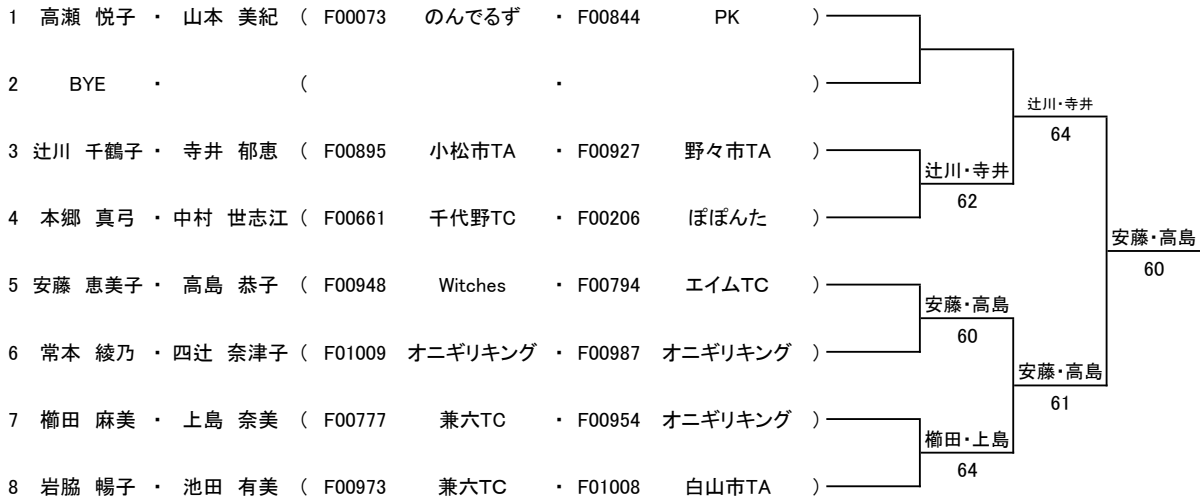 1 高瀬 悦子 ・ 山本 美紀 ( F00073 のんでるず ・ F00844 PK )
2 BYE ・ ( ・ )
辻川・寺井
64
3 辻川 千鶴子 ・ 寺井 郁恵 ( F00895 小松市TA ・ F00927 野々市TA )
辻川・寺井
62
4 本郷 真弓 ・ 中村 世志江 ( F00661 千代野TC ・ F00206 ぽぽんた )
安藤・高島
60
5 安藤 恵美子 ・ 高島 恭子 ( F00948 Witches ・ F00794 エイムTC )
安藤・高島
60
6 常本 綾乃 ・ 四辻 奈津子 ( F01009 オニギリキング ・ F00987 オニギリキング )
安藤・高島
61
7 曛田 麻美 ・ 上島 奈美 ( F00777 兼六TC ・ F00954 オニギリキング )
櫛田・上島
64
8 岩脇 暢子 ・ 池田 有美 ( F00973 兼六TC ・ F01008 白山市TA )